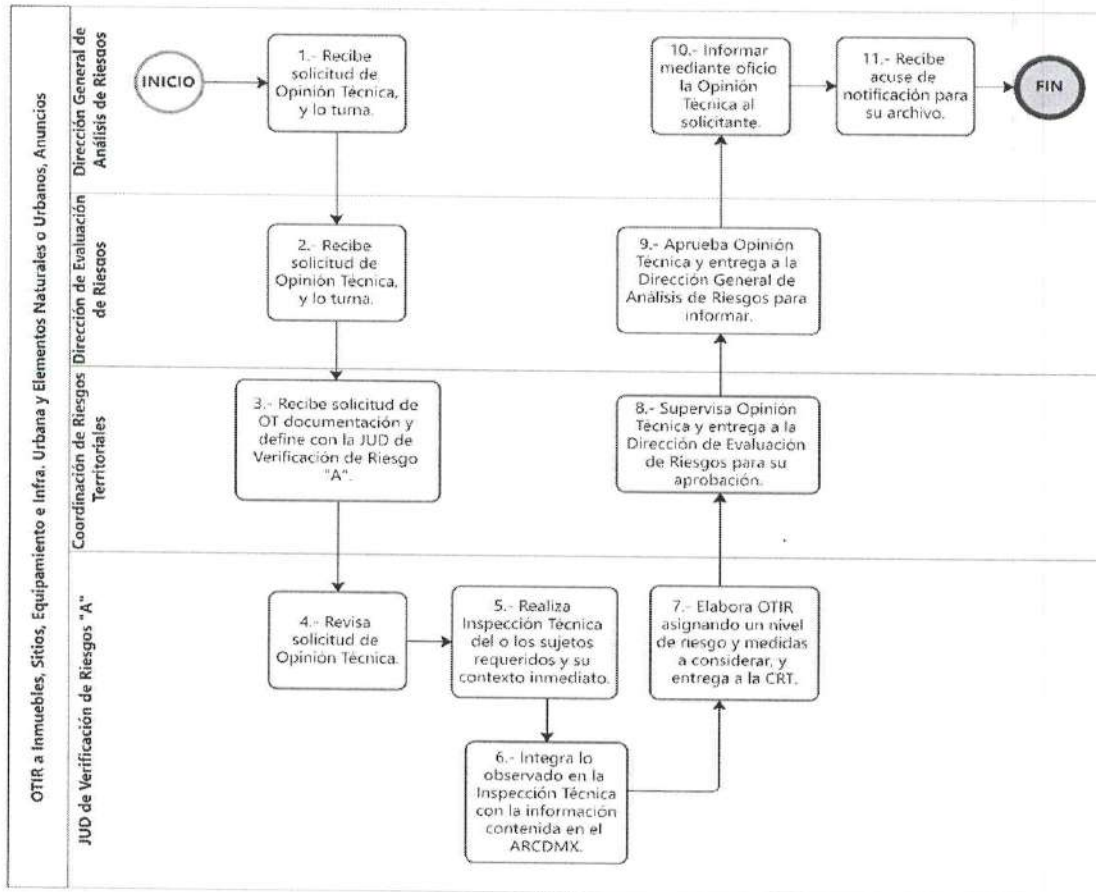 OTIR a Inmuebles, Sitios, Equipamiento e Infra. Urbana y Elementos Naturales o Urbanos, Anuncios
Dirección General de
Análisis de Riesgos
INICIO
1.- Recibe
solicitud de
Opinión Técnica,
y lo turna.
10.- Informar
mediante oficio
la Opinión
Técnica al
solicitante.
11.- Recibe
acuse de
notificación para
su archivo.
FIN
Dirección de Evaluación
de Riesgos
2.- Recibe
solicitud de
Opinión Técnica,
y lo turna.
9.- Aprueba Opinión
Técnica y entrega a la
Dirección General de
Análisis de Riesgos para
informar.
Coordinación de Riesgos
Territoriales
3.- Recibe solicitud de
OT documentación y
define con la JUD de
Verificación de Riesgo
"A".
8.- Supervisa Opinión
Técnica y entrega a la
Dirección de Evaluación
de Riesgos para su
aprobación.
JUD de Verificación de Riesgos "A"
4.- Revisa
solicitud de
Opinión Técnica.
5.- Realiza
Inspección Técnica
del o los sujetos
requeridos y su
contexto inmediato.
6.- Integra lo
observado en la
Inspección Técnica
con la información
contenida en el
ARCDMX.
7.- Elabora OTIR
asignando un nivel
de riesgo y medidas
a considerar, y
entrega a la CRT.